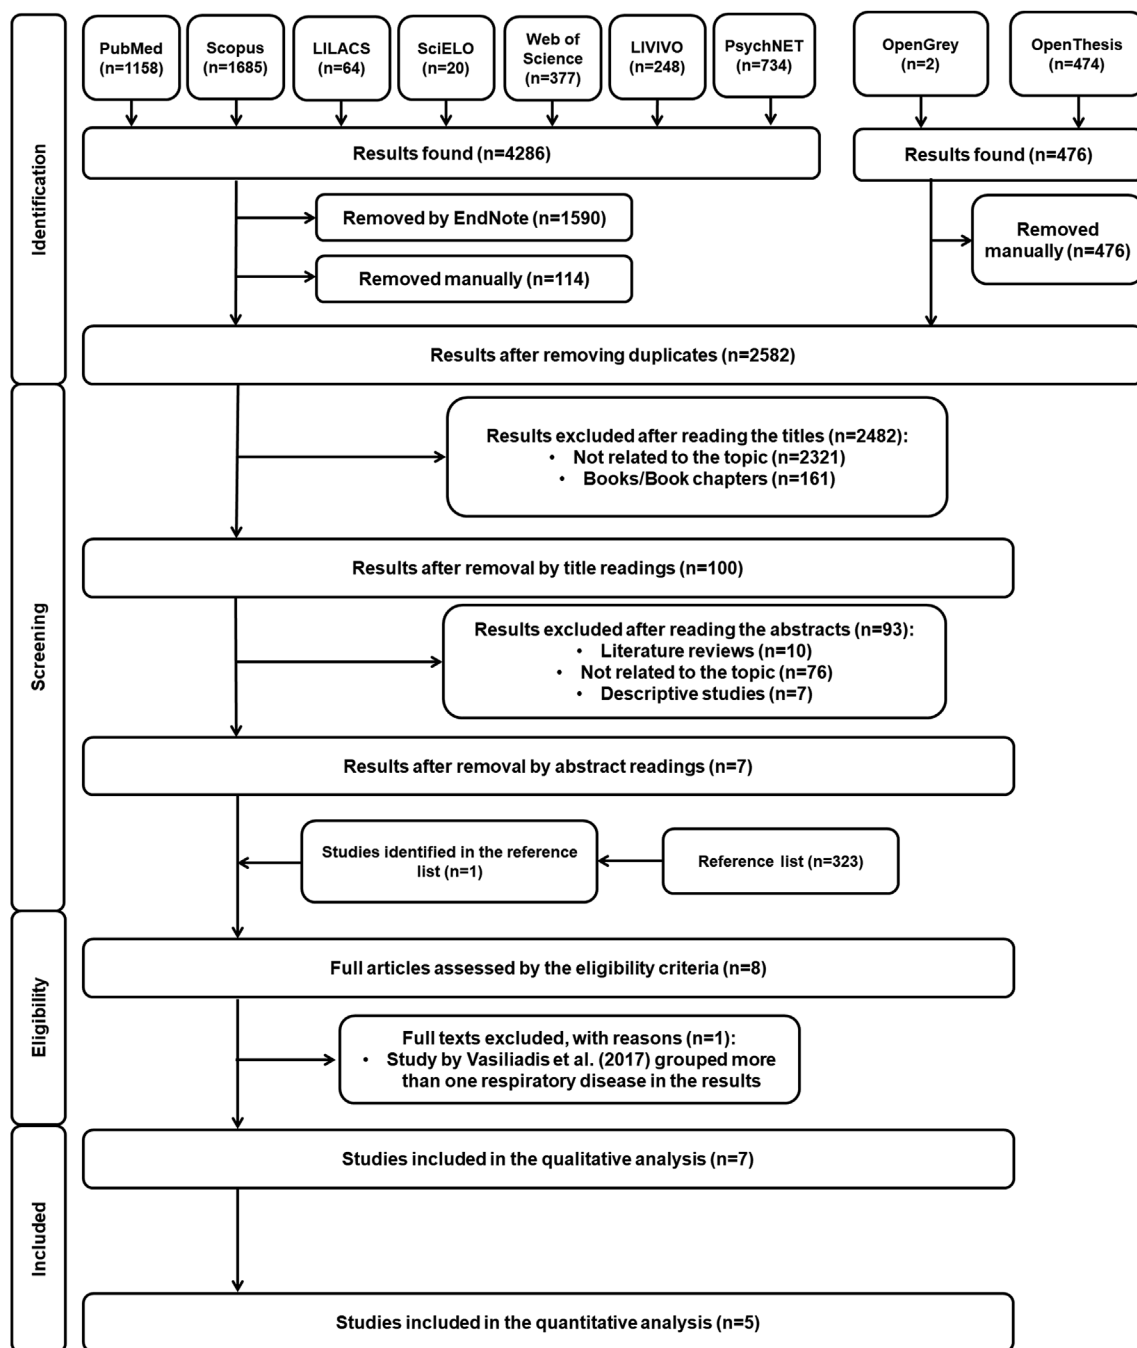 PubMed
(n=1158)
Scopus
(n=1685)
LILACS
(n=64)
SciELO
(n=20)
Web of
Science
(n=377)
LIVIVO
(n=248)
PsychNET
(n=734)
OpenGrey
(n=2)
OpenThesis
(n=474)
Identification
Results found (n=4286)
Results found (n=476)
Removed by EndNote (n=1590)
Removed manually (n=114)
Removed
manually (n=476)
Results after removing duplicates (n=2582)
Screening
Results excluded after reading the titles (n=2482):
• Not related to the topic (n=2321)
• Books/Book chapters (n=161)
Results after removal by title readings (n=100)
Results excluded after reading the abstracts (n=93):
• Literature reviews (n=10)
• Not related to the topic (n=76)
• Descriptive studies (n=7)
Results after removal by abstract readings (n=7)
Studies identified in the reference
list (n=1)
Reference list (n=323)
Eligibility
Full articles assessed by the eligibility criteria (n=8)
Full texts excluded, with reasons (n=1):
• Study by Vasiliadis et al. (2017) grouped more
than one respiratory disease in the results
Included
Studies included in the qualitative analysis (n=7)
Studies included in the quantitative analysis (n=5)